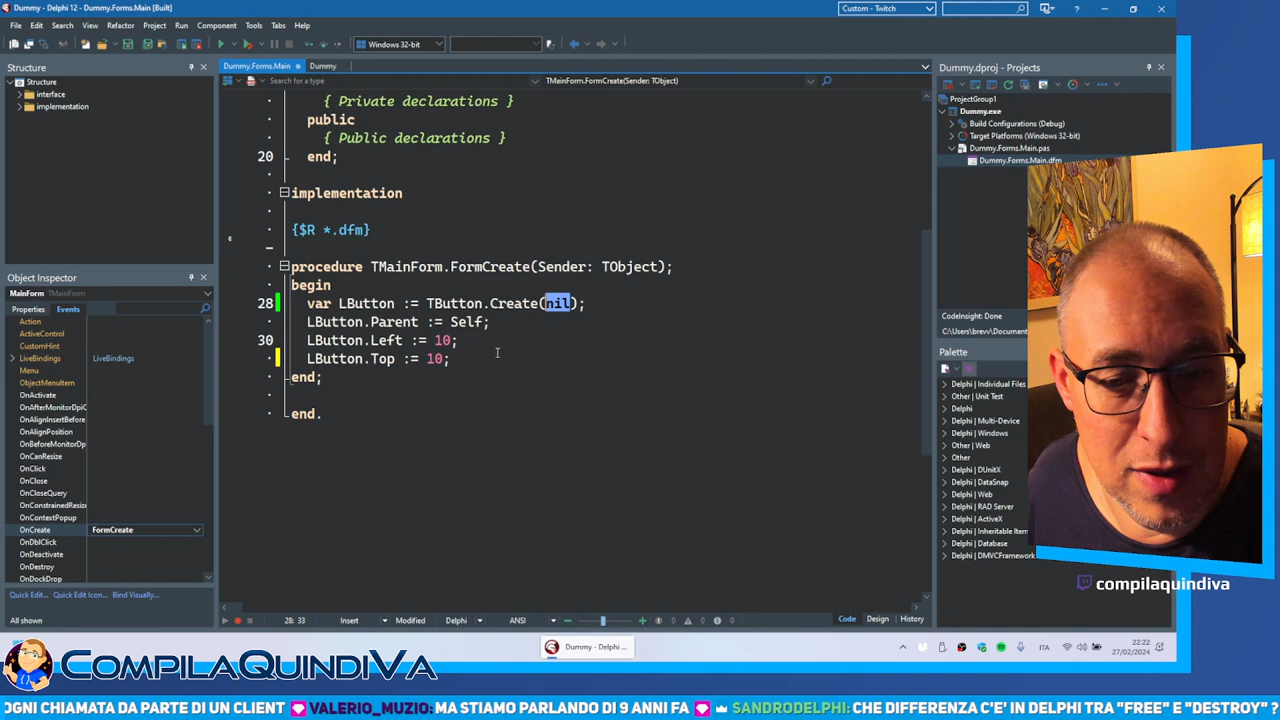 Dummy - Delphi 12 - Dummy.Forms.Main [Built]
Custom - Twitch
File Edit Search View Refactor Project Run Component Tools Tabs Help
Windows 32-bit
Structure
Structure
interface
implementation
Dummy.Forms.Main
Dummy
Search for a type
TMainForm.FormCreate(Sender: TObject)
{ Private declarations }
public
{ Public declarations }
20 end;
implementation
{$R *.dfm}
procedure TMainForm.FormCreate(Sender: TObject);
begin
28 var LButton := TButton.Create(nil);
LButton.Parent := Self;
30 LButton.Left := 10;
LButton.Top := 10;
end;
end.
Object Inspector
MainForm TMainForm
Properties Events
Action
ActiveControl
CustomHint
LiveBindings LiveBindings
Menu
ObjectMenuItem
OnActivate
OnAfterMonitorDpiC
OnAlignInsertBefore
OnAlignPosition
OnBeforeMonitorDp
OnCanResize
OnClick
OnClose
OnCloseQuery
OnConstrainedResize
OnContextPopup
OnCreate FormCreate
OnDblClick
OnDeactivate
OnDestroy
OnDockDrop
Quick Edit... Quick Edit Icon... Bind Visually...
All shown
28: 33 Insert Modified Delphi ANSI 0 0 0
Code Design History
Dummy.dproj - Projects
ProjectGroup1
Dummy.exe
Build Configurations (Debug)
Target Platforms (Windows 32-bit)
Dummy.Forms.Main.pas
Dummy.Forms.Main.dfm
CodeInsight: Done
C:\Users\brevv\Document
Palette
Delphi | Individual Files
Other | Unit Test
Delphi
Delphi | Multi-Device
Delphi | Windows
Other | Web
Other
Delphi | DUnitX
Delphi | DataSnap
Delphi | Web
Delphi | RAD Server
Delphi | ActiveX
Delphi | Inheritable Item
Delphi | Database
Delphi | DMVCFramework
compilaquindiva
Dummy - Delphi ...
ITA
22:22
27/02/2024
COMPILAQUINDIVA
OGNI CHIAMATA DA PARTE DI UN CLIENT VALERIO_MUZIO: MA STIAMO PARLANDO DI 9 ANNI FA SANDRODELPHI: CHE DIFFERENZA C'E' IN DELPHI TRA "FREE" E "DESTROY" ?